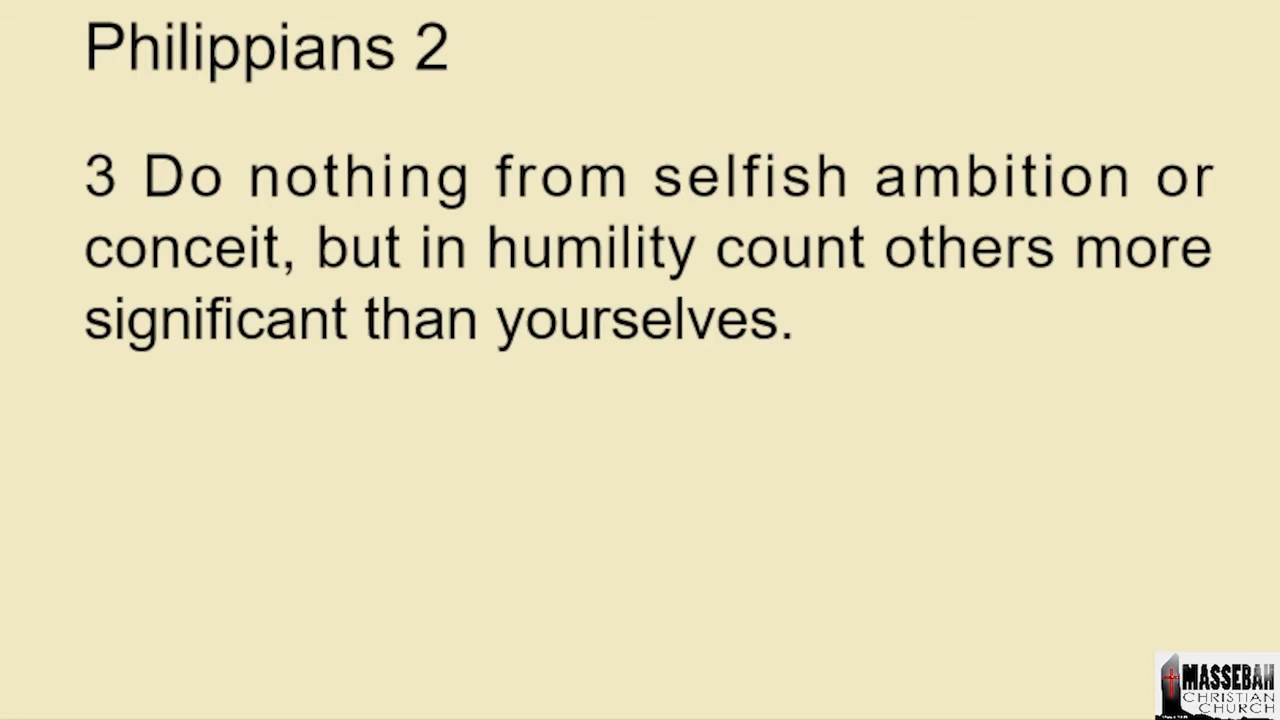 Philippians 2
3 Do nothing from selfish ambition or
conceit, but in humility count others more
significant than yourselves.
MASSEBAH
CHRISTIAN
CHURCH